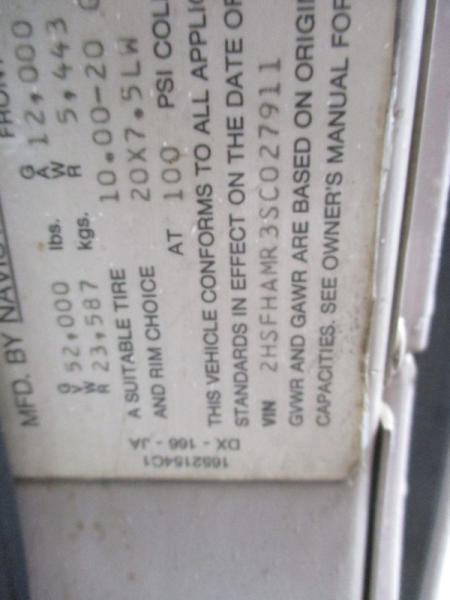 MFD. BY NAVIS
FRONT
GVW 52,000 lbs. GAW 12,000
R 23,587 kgs. R 5,443
A SUITABLE TIRE 10.00-20
AND RIM CHOICE 20X7.5LW
AT 100 PSI COL
THIS VEHICLE CONFORMS TO ALL APPLIC
STANDARDS IN EFFECT ON THE DATE OF
VIN 2HSFHAMR3SC027911
GVWR AND GAWR ARE BASED ON ORIGIN
CAPACITIES. SEE OWNER'S MANUAL FOR
DX - 166 - JA
1652154C1